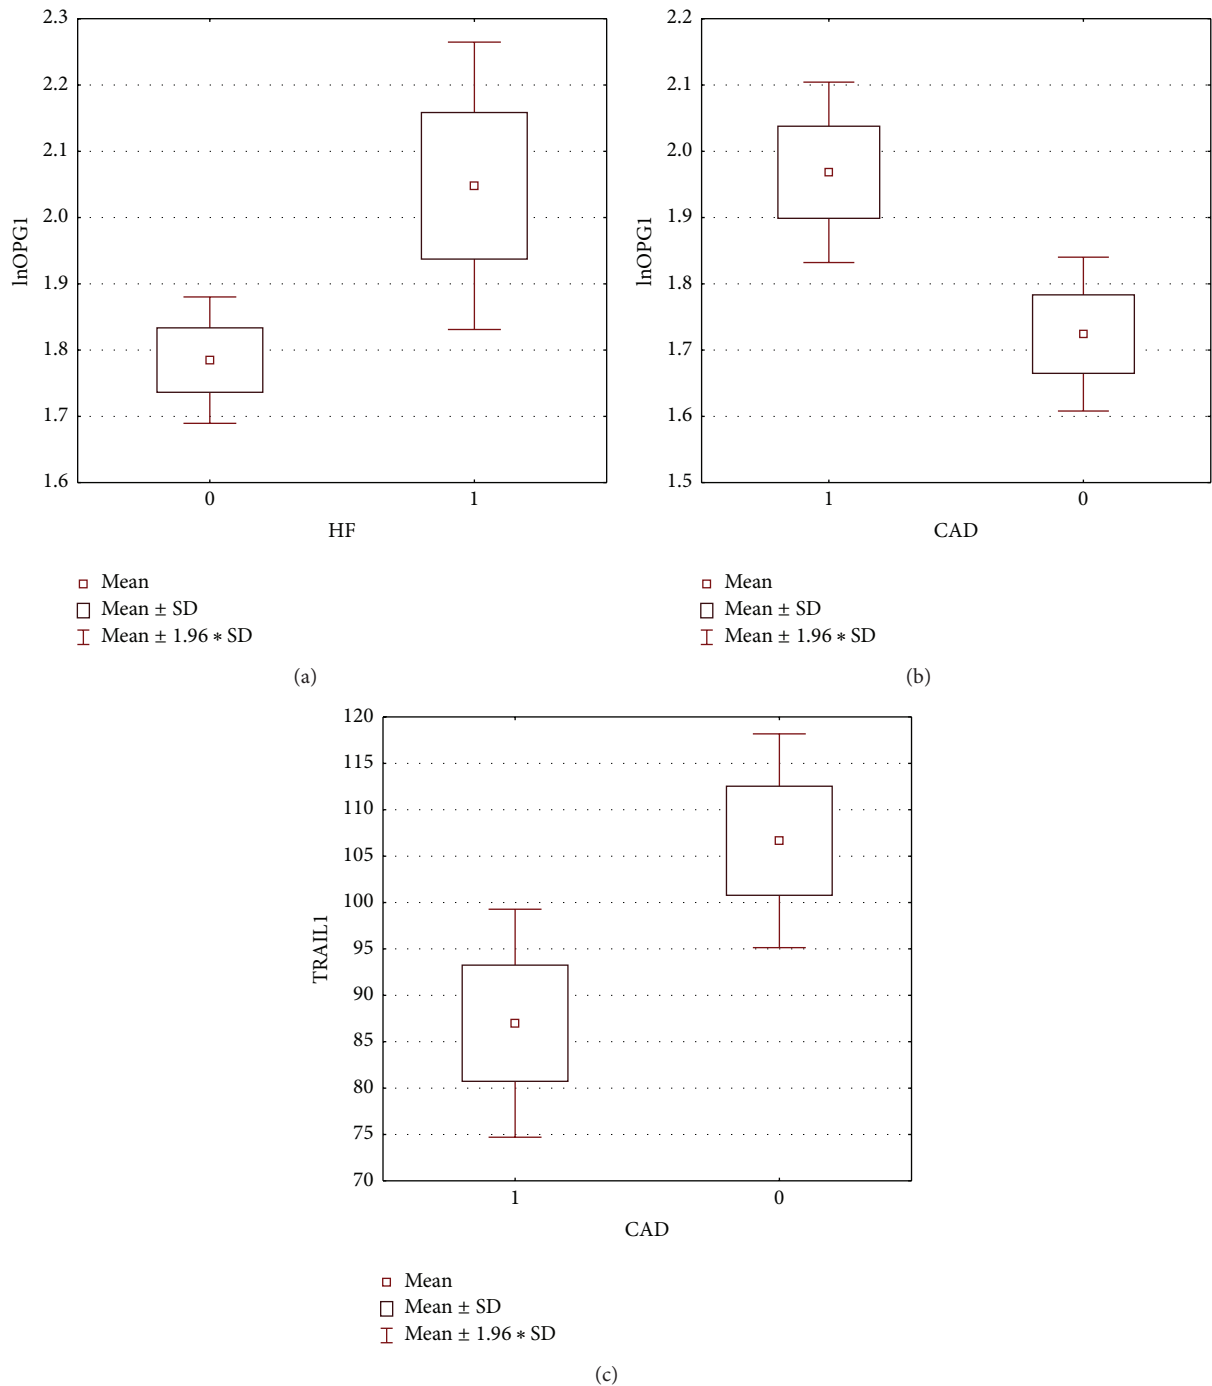 2.3
2.2
2.1
2.0
1.9
1.8
1.7
1.6
lnOPG1
0 1
HF
Mean
Mean ± SD
Mean ± 1.96 ∗ SD
(a)
2.2
2.1
2.0
1.9
1.8
1.7
1.6
1.5
lnOPG1
1 0
CAD
Mean
Mean ± SD
Mean ± 1.96 ∗ SD
(b)
120
115
110
105
100
95
90
85
80
75
70
TRAIL1
1 0
CAD
Mean
Mean ± SD
Mean ± 1.96 ∗ SD
(c)